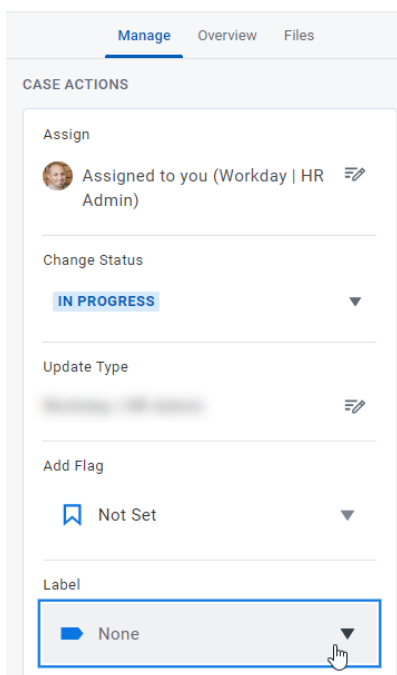 Manage Overview Files
CASE ACTIONS
Assign
Assigned to you (Workday | HR
Admin)
Change Status
IN PROGRESS
Update Type
Add Flag
Not Set
Label
None